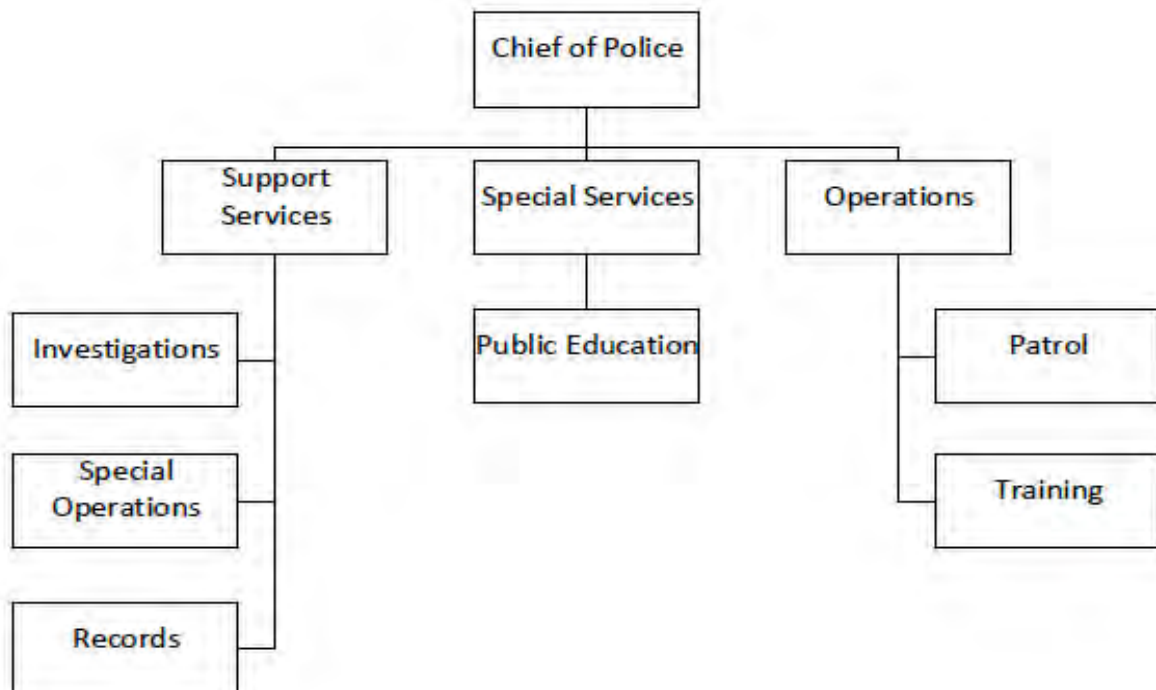 Chief of Police
Support
Services
Special Services
Operations
Investigations
Public Education
Patrol
Special
Operations
Training
Records